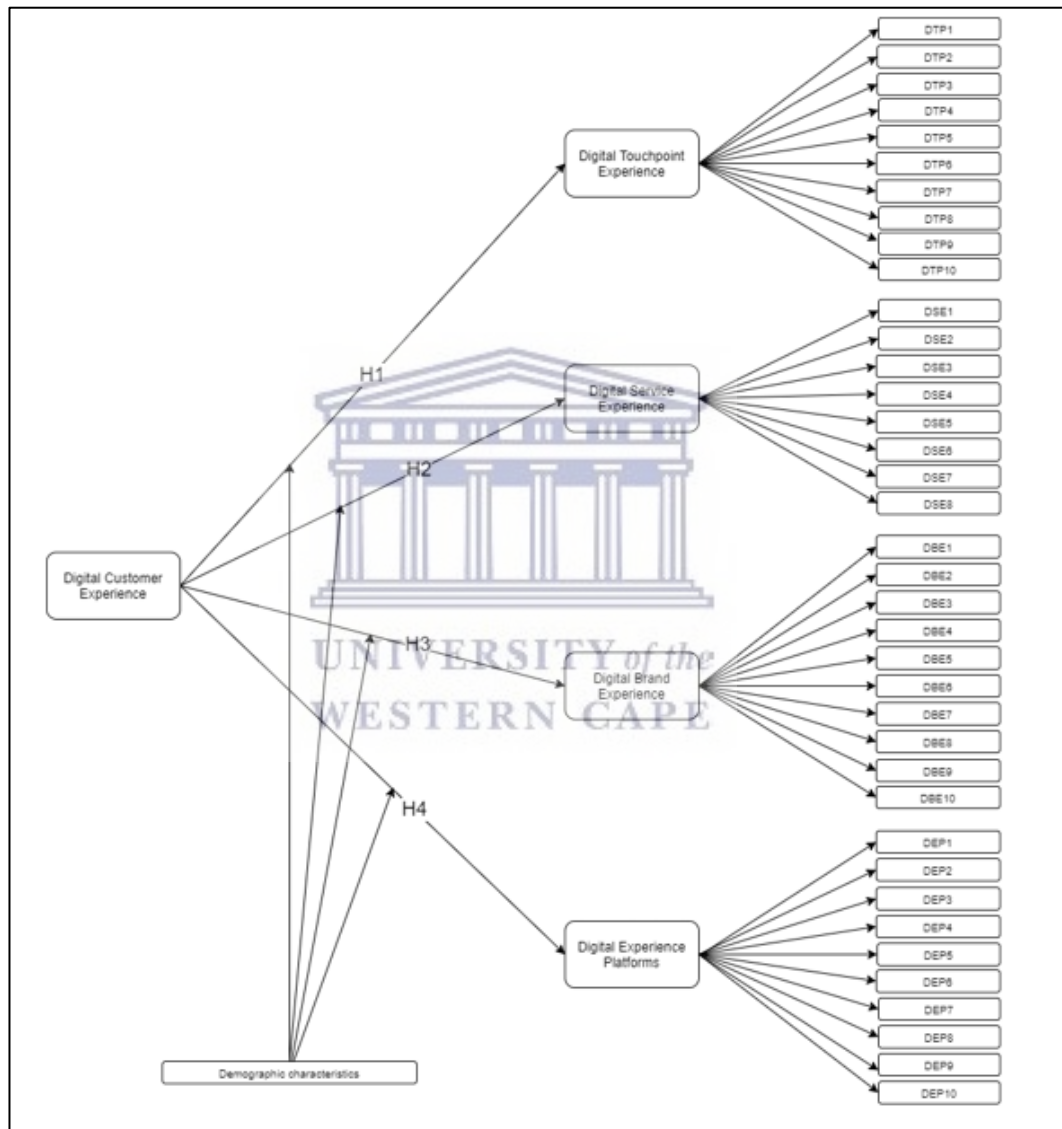 DTP1
DTP2
DTP3
DTP4
DTP5
DTP6
DTP7
DTP8
DTP9
DTP10
Digital Touchpoint
Experience
H1
DSE1
DSE2
DSE3
DSE4
DSE5
DSE6
DSE7
DSE8
Digital Service
Experience
H2
Digital Customer
Experience
DBE1
DBE2
DBE3
DBE4
DBE5
DBE6
DBE7
DBE8
DBE9
DBE10
H3
UNIVERSITY of the
Digital Brand
Experience
WESTERN CAPE
H4
DEP1
DEP2
DEP3
DEP4
DEP5
DEP6
DEP7
DEP8
DEP9
DEP10
Digital Experience
Platforms
Demographic characteristics